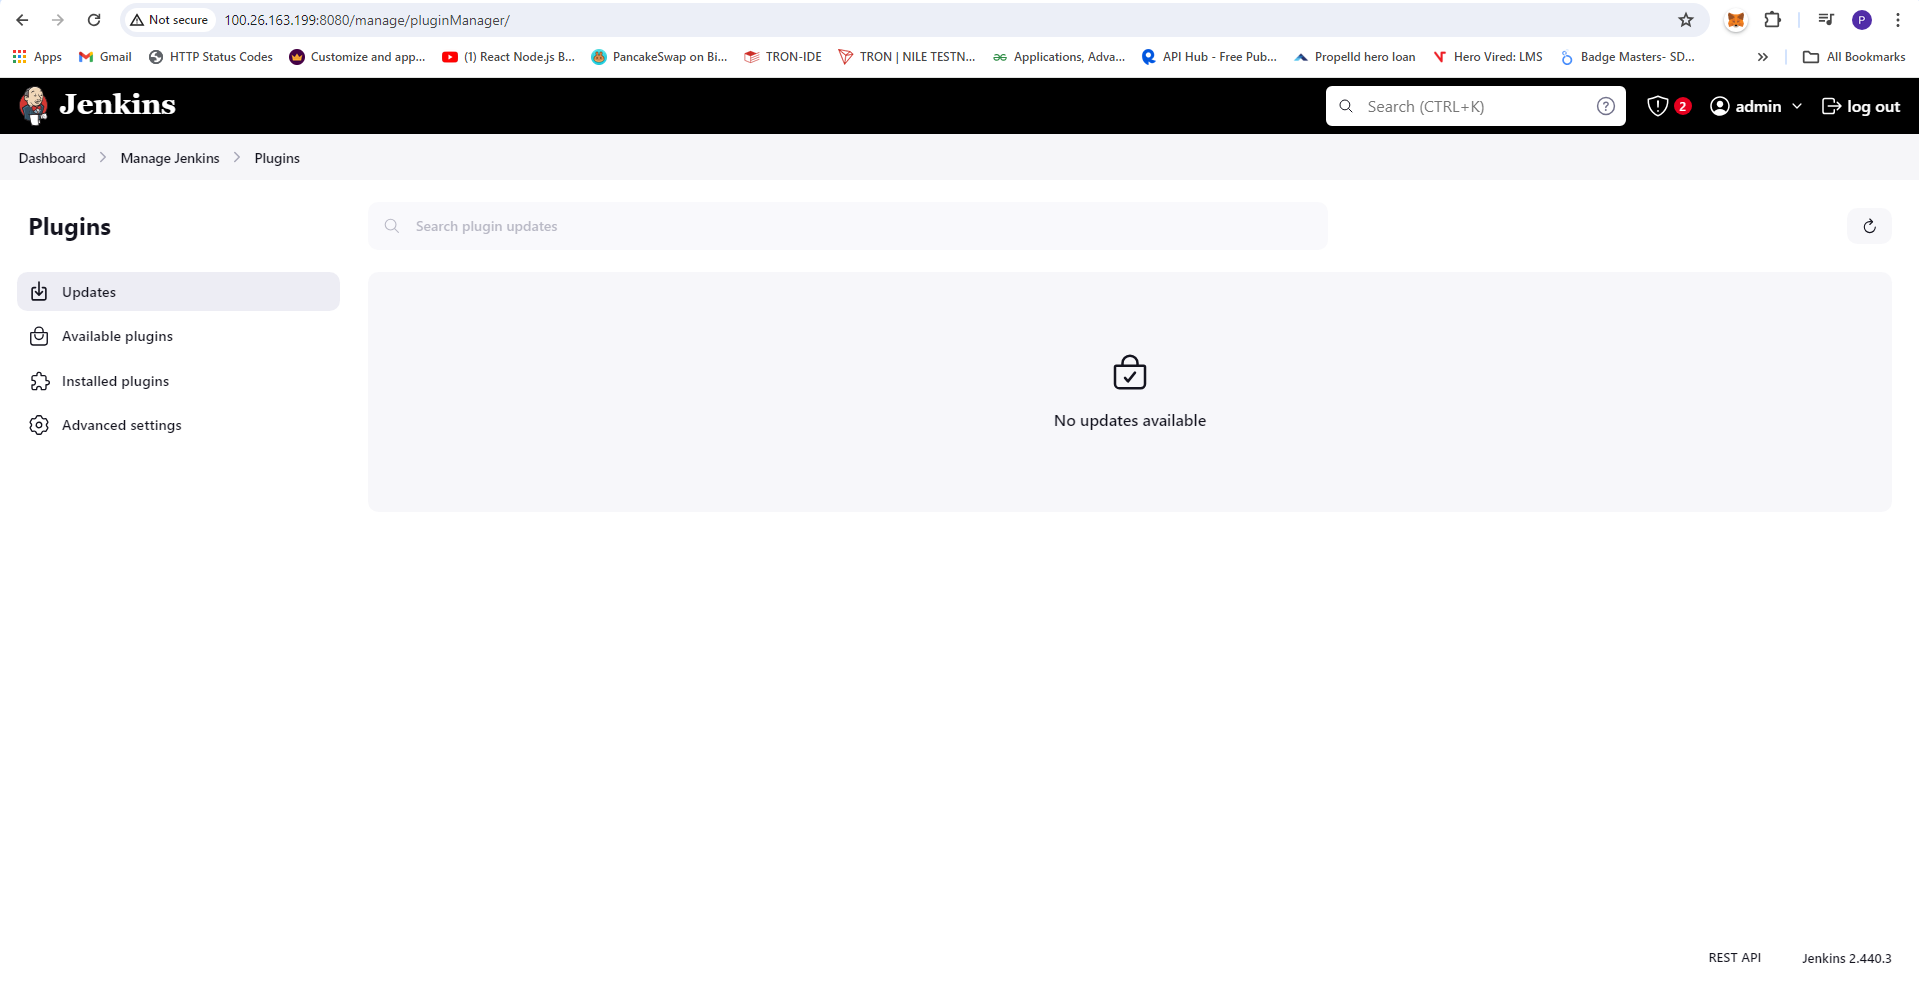 Not secure 100.26.163.199:8080/manage/pluginManager/ P
Apps Gmail HTTP Status Codes Customize and app... (1) React Node.js B... PancakeSwap on Bi... TRON-IDE TRON | NILE TESTN... Applications, Adva... API Hub - Free Pub... Propelld hero loan Hero Vired: LMS Badge Masters- SD... » All Bookmarks
Jenkins Search (CTRL+K) ? 2 admin log out
Dashboard Manage Jenkins Plugins
Plugins
Search plugin updates
Updates
Available plugins
Installed plugins
Advanced settings
No updates available
REST API Jenkins 2.440.3